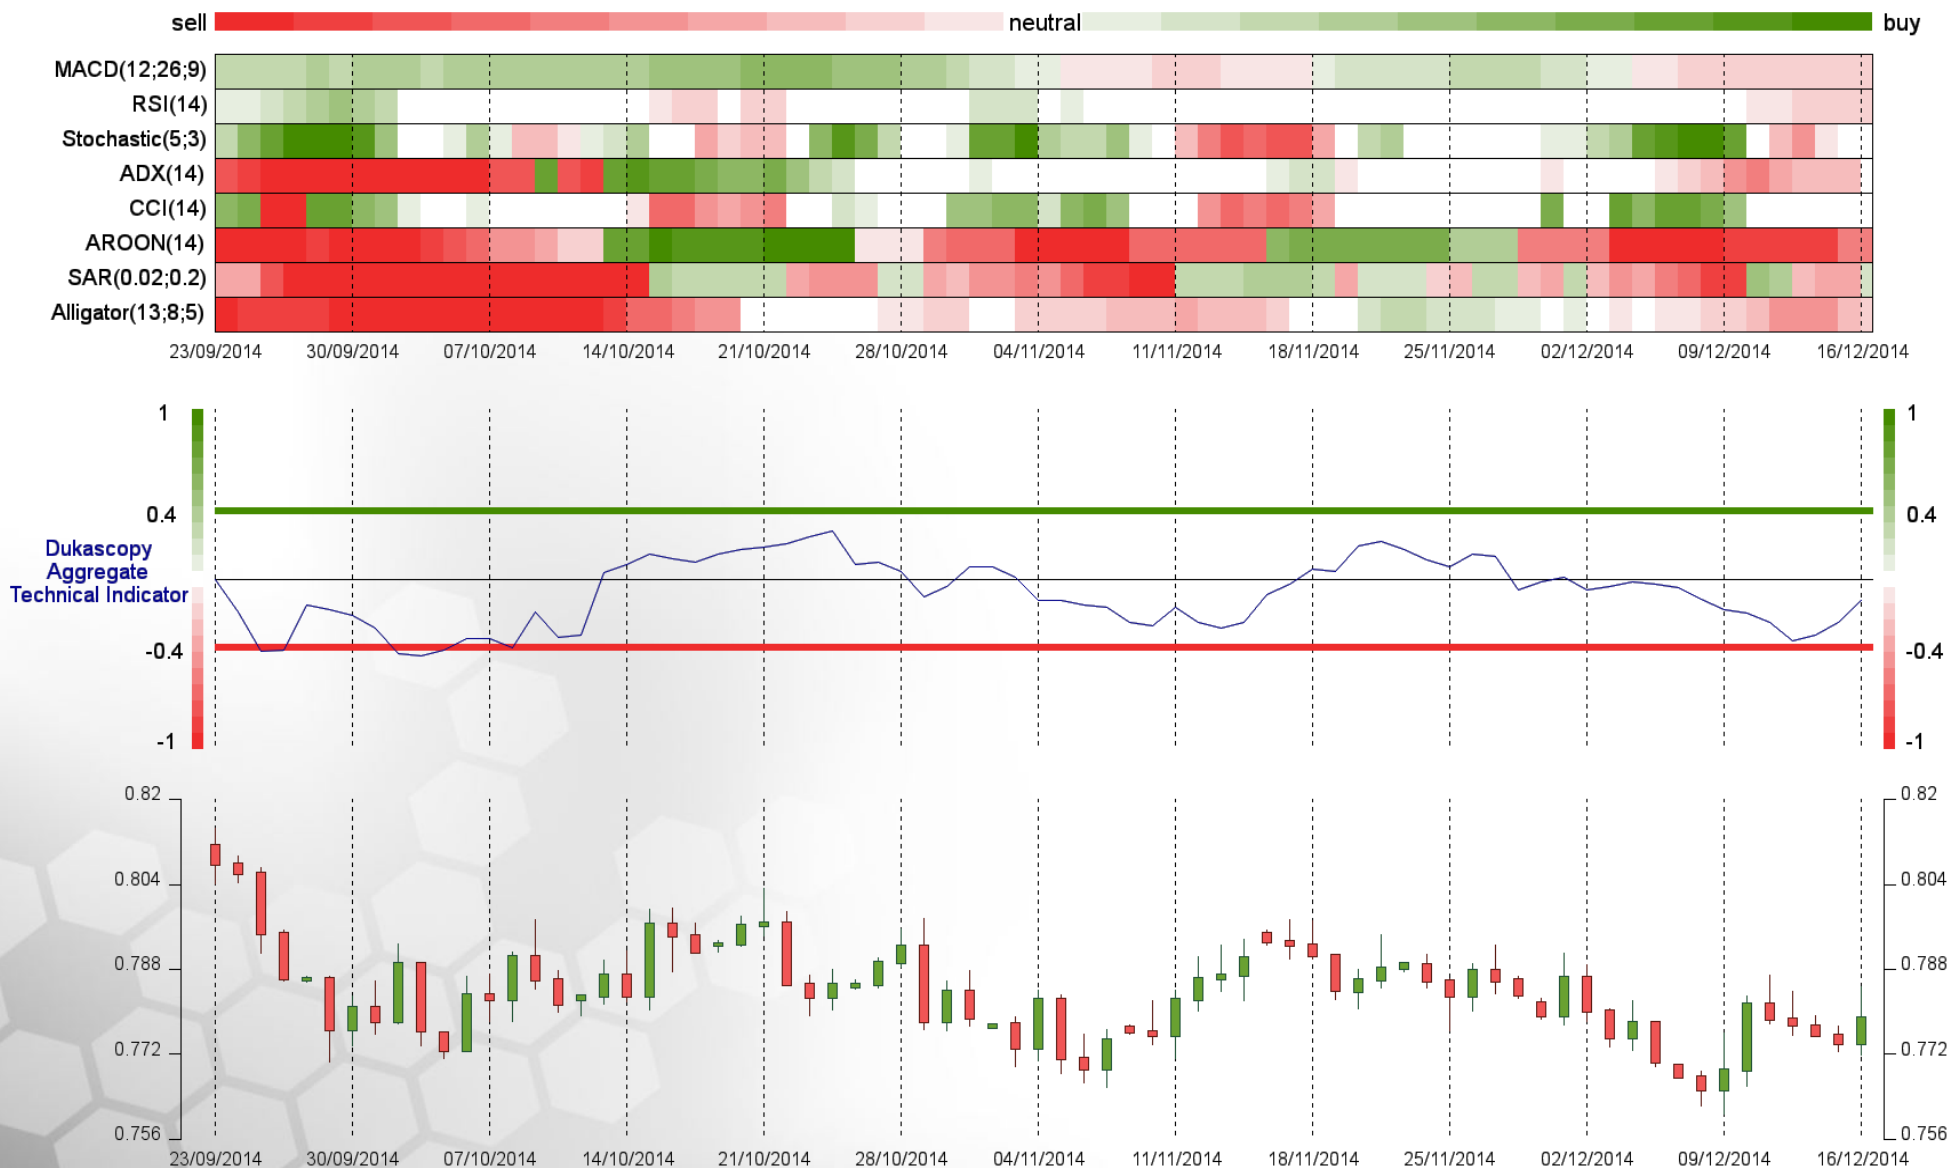 sell neutral buy
MACD(12;26;9)
RSI(14)
Stochastic(5;3)
ADX(14)
CCI(14)
AROON(14)
SAR(0.02;0.2)
Alligator(13;8;5)
23/09/2014 30/09/2014 07/10/2014 14/10/2014 21/10/2014 28/10/2014 04/11/2014 11/11/2014 18/11/2014 25/11/2014 02/12/2014 09/12/2014 16/12/2014
1 1
0.4 0.4
Dukascopy
Aggregate
Technical Indicator
-0.4 -0.4
-1 -1
0.82 0.82
0.804 0.804
0.788 0.788
0.772 0.772
0.756 0.756
23/09/2014 30/09/2014 07/10/2014 14/10/2014 21/10/2014 28/10/2014 04/11/2014 11/11/2014 18/11/2014 25/11/2014 02/12/2014 09/12/2014 16/12/2014